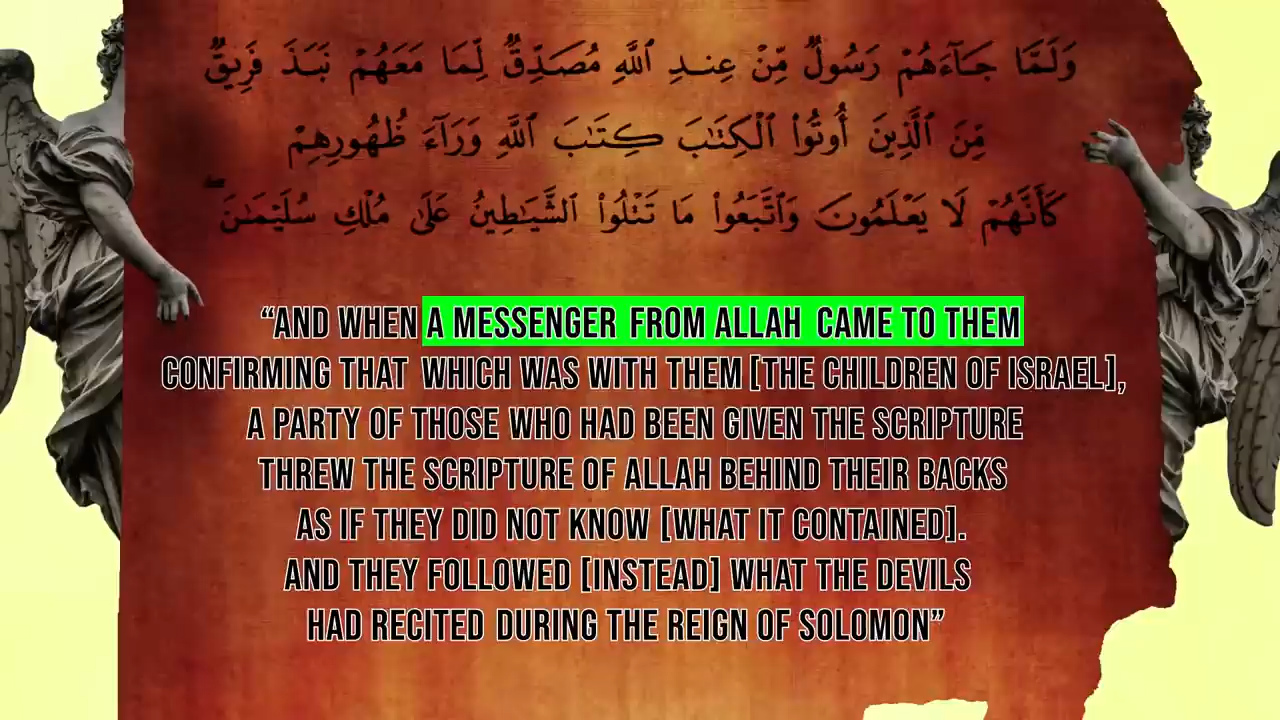 وَلَمَّا جَآءَهُمْ رَسُولٌ مِّنْ عِندِ ٱللَّهِ مُصَدِّقٌ لِّمَا مَعَهُمْ نَبَذَ فَرِيقٌ
مِّنَ ٱلَّذِينَ أُوتُوا۟ ٱلْكِتَٰبَ كِتَٰبَ ٱللَّهِ وَرَآءَ ظُهُورِهِمْ
كَأَنَّهُمْ لَا يَعْلَمُونَ وَٱتَّبَعُوا۟ مَا تَتْلُوا۟ ٱلشَّيَٰطِينُ عَلَىٰ مُلْكِ سُلَيْمَٰنَ ۖ
“AND WHEN A MESSENGER FROM ALLAH CAME TO THEM
CONFIRMING THAT WHICH WAS WITH THEM [THE CHILDREN OF ISRAEL],
A PARTY OF THOSE WHO HAD BEEN GIVEN THE SCRIPTURE
THREW THE SCRIPTURE OF ALLAH BEHIND THEIR BACKS
AS IF THEY DID NOT KNOW [WHAT IT CONTAINED].
AND THEY FOLLOWED [INSTEAD] WHAT THE DEVILS
HAD RECITED DURING THE REIGN OF SOLOMON”